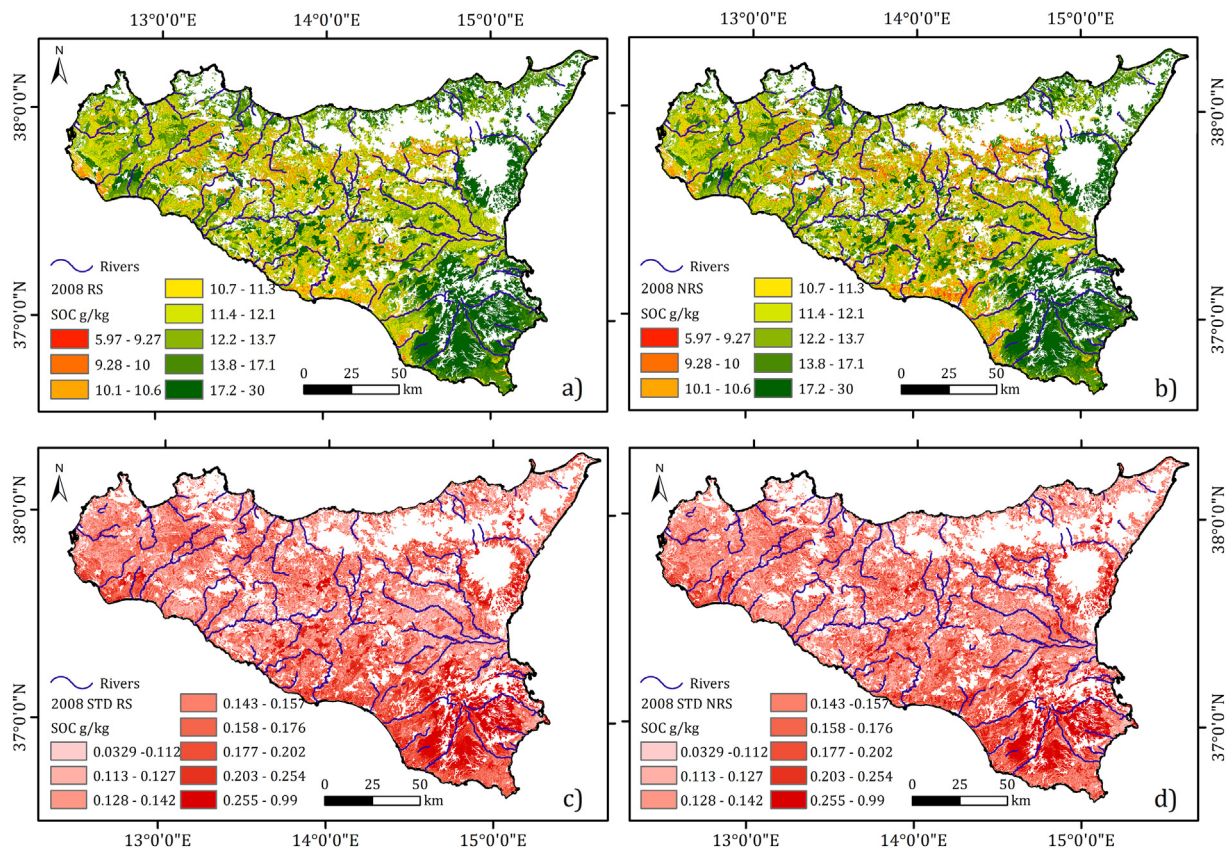 13°0'0"E 14°0'0"E 15°0'0"E 13°0'0"E 14°0'0"E 15°0'0"E
N
38°0'0"N
37°0'0"N
Rivers
2008 RS
SOC g/kg
5.97 - 9.27
9.28 - 10
10.1 - 10.6
10.7 - 11.3
11.4 - 12.1
12.2 - 13.7
13.8 - 17.1
17.2 - 30
0 25 50
km
a)
N
38°0'0"N
37°0'0"N
Rivers
2008 NRS
SOC g/kg
5.97 - 9.27
9.28 - 10
10.1 - 10.6
10.7 - 11.3
11.4 - 12.1
12.2 - 13.7
13.8 - 17.1
17.2 - 30
0 25 50
km
b)
N
38°0'0"N
37°0'0"N
Rivers
2008 STD RS
SOC g/kg
0.0329 -0.112
0.113 - 0.127
0.128 - 0.142
0.143 - 0.157
0.158 - 0.176
0.177 - 0.202
0.203 - 0.254
0.255 - 0.99
0 25 50
km
c)
N
38°0'0"N
37°0'0"N
Rivers
2008 STD NRS
SOC g/kg
0.0329 -0.112
0.113 - 0.127
0.128 - 0.142
0.143 - 0.157
0.158 - 0.176
0.177 - 0.202
0.203 - 0.254
0.255 - 0.99
0 25 50
km
d)
13°0'0"E 14°0'0"E 15°0'0"E 13°0'0"E 14°0'0"E 15°0'0"E